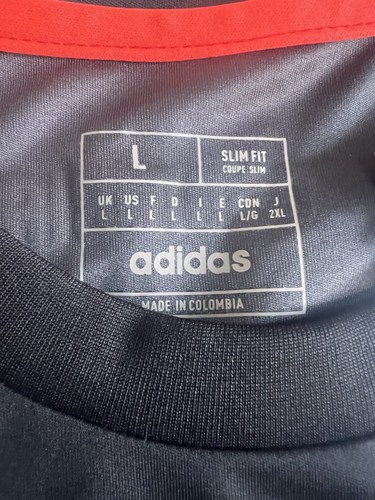 L
SLIM FIT
COUPE SLIM
UK US F D I E CDN J
L L L L L L L/G 2XL
adidas
MADE IN COLOMBIA